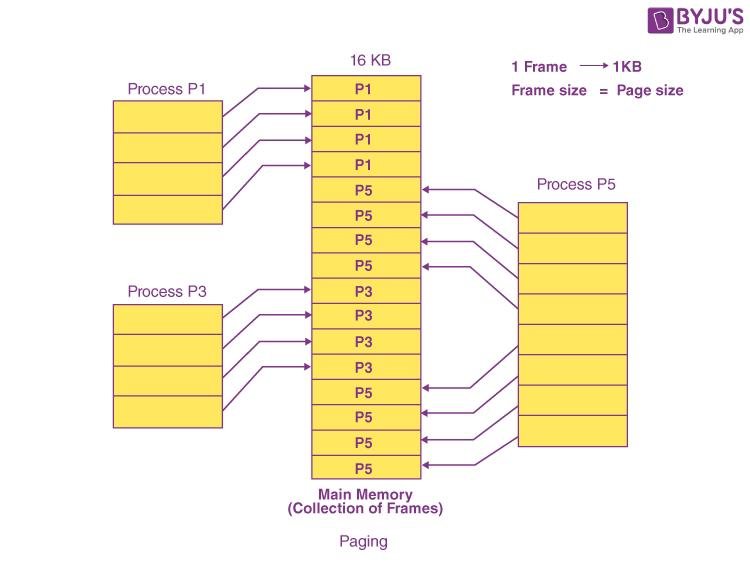 BYJU'S
The Learning App
16 KB
1 Frame → 1KB
Frame size = Page size
Process P1
P1
P1
P1
P1
P5
P5
P5
P5
P3
P3
P3
P3
P5
P5
P5
P5
Process P5
Process P3
Main Memory
(Collection of Frames)
Paging